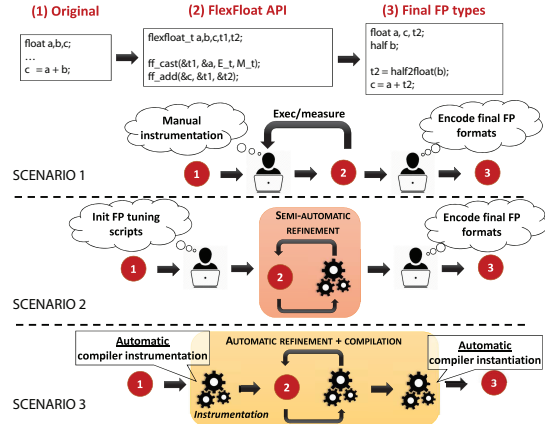 (1) Original
(2) FlexFloat API
(3) Final FP types
float a,b,c;
...
c = a + b;
flexfloat_t a,b,c,t1,t2;
ff_cast(&t1, &a, E_t, M_t);
ff_add(&c, &t1, &t2);
float a, c, t2;
half b;
t2 = half2float(b);
c = a + t2;
Manual
instrumentation
Exec/measure
Encode final FP
formats
1
2
3
SCENARIO 1
Init FP tuning
scripts
SEMI-AUTOMATIC
REFINEMENT
Encode final FP
formats
1
2
3
SCENARIO 2
Automatic
compiler instrumentation
AUTOMATIC REFINEMENT + COMPILATION
Automatic
compiler instantiation
1
2
3
Instrumentation
SCENARIO 3